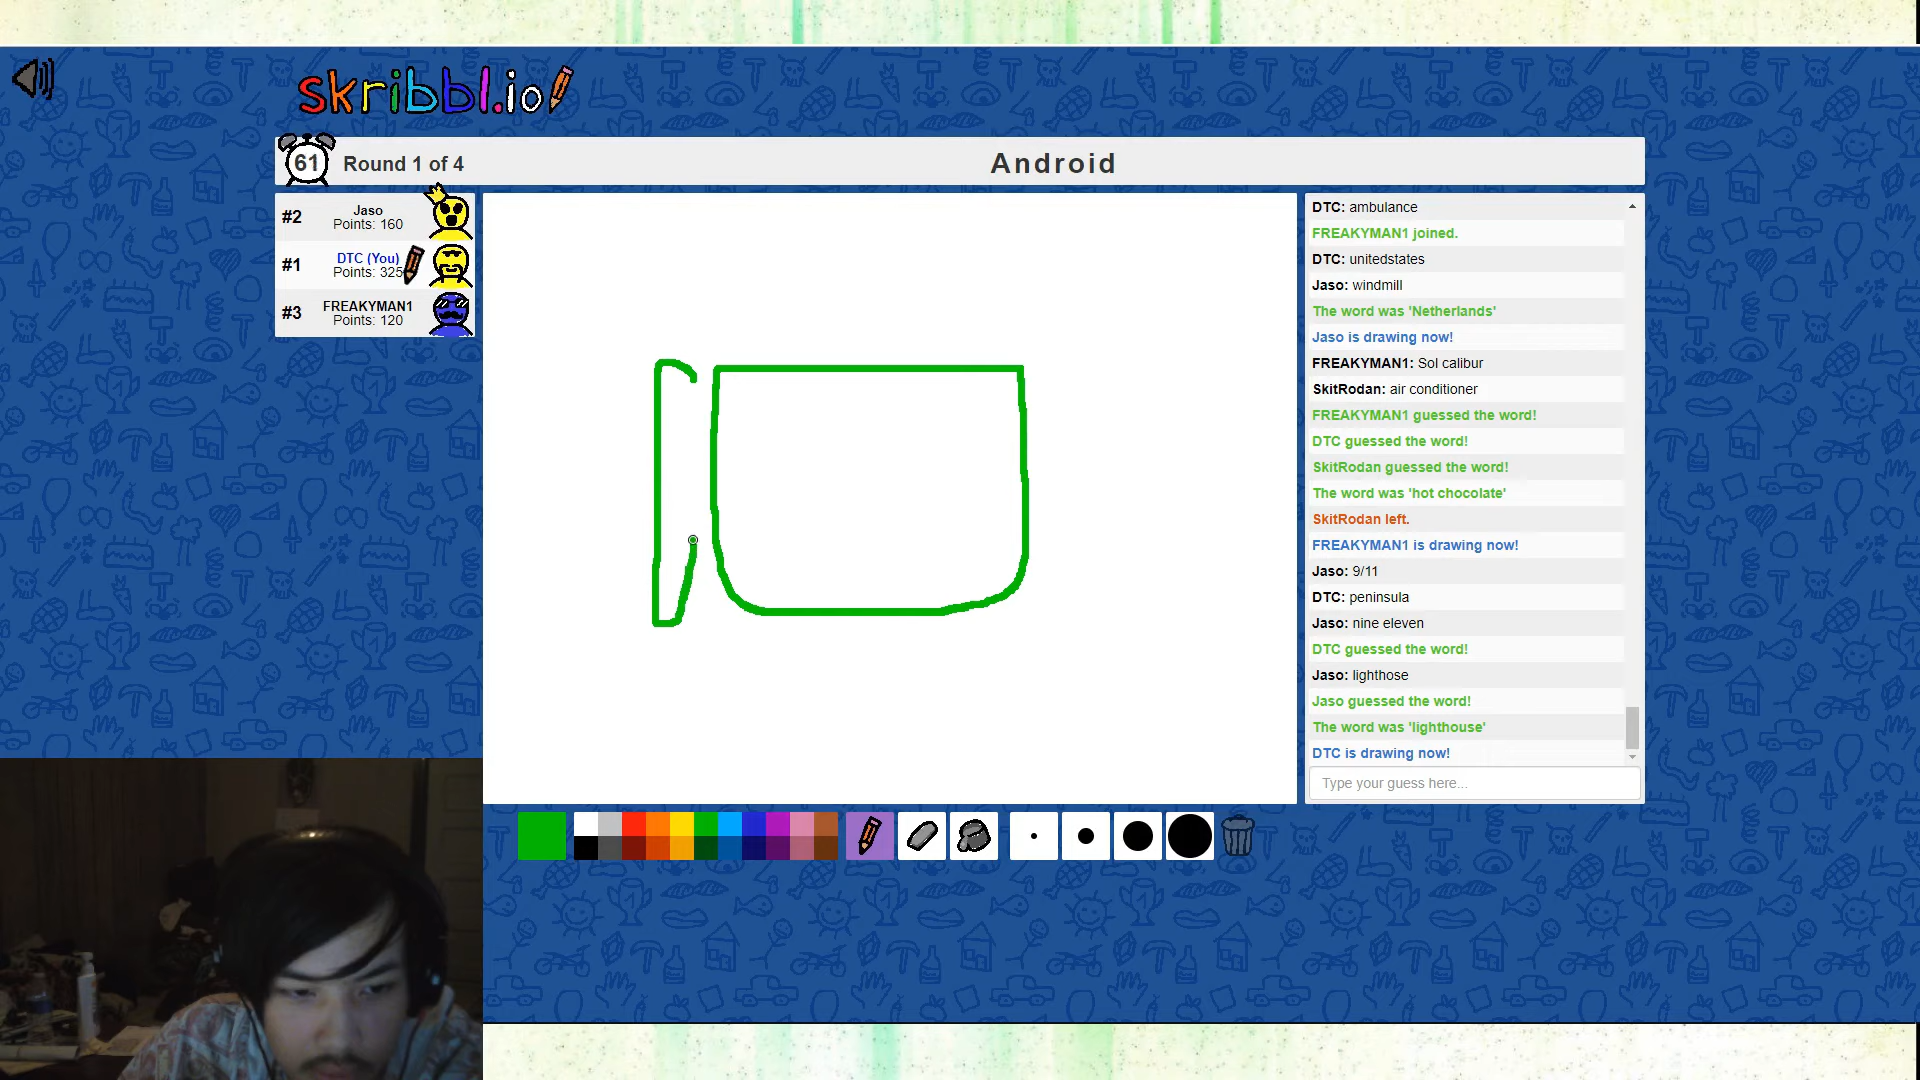 skribbl.io
61
Round 1 of 4
Android
#2
Jaso
Points: 160
#1
DTC (You)
Points: 325
#3
FREAKYMAN1
Points: 120
DTC: ambulance
FREAKYMAN1 joined.
DTC: unitedstates
Jaso: windmill
The word was 'Netherlands'
Jaso is drawing now!
FREAKYMAN1: Sol calibur
SkitRodan: air conditioner
FREAKYMAN1 guessed the word!
DTC guessed the word!
SkitRodan guessed the word!
The word was 'hot chocolate'
SkitRodan left.
FREAKYMAN1 is drawing now!
Jaso: 9/11
DTC: peninsula
Jaso: nine eleven
DTC guessed the word!
Jaso: lighthose
Jaso guessed the word!
The word was 'lighthouse'
DTC is drawing now!
Type your guess here...